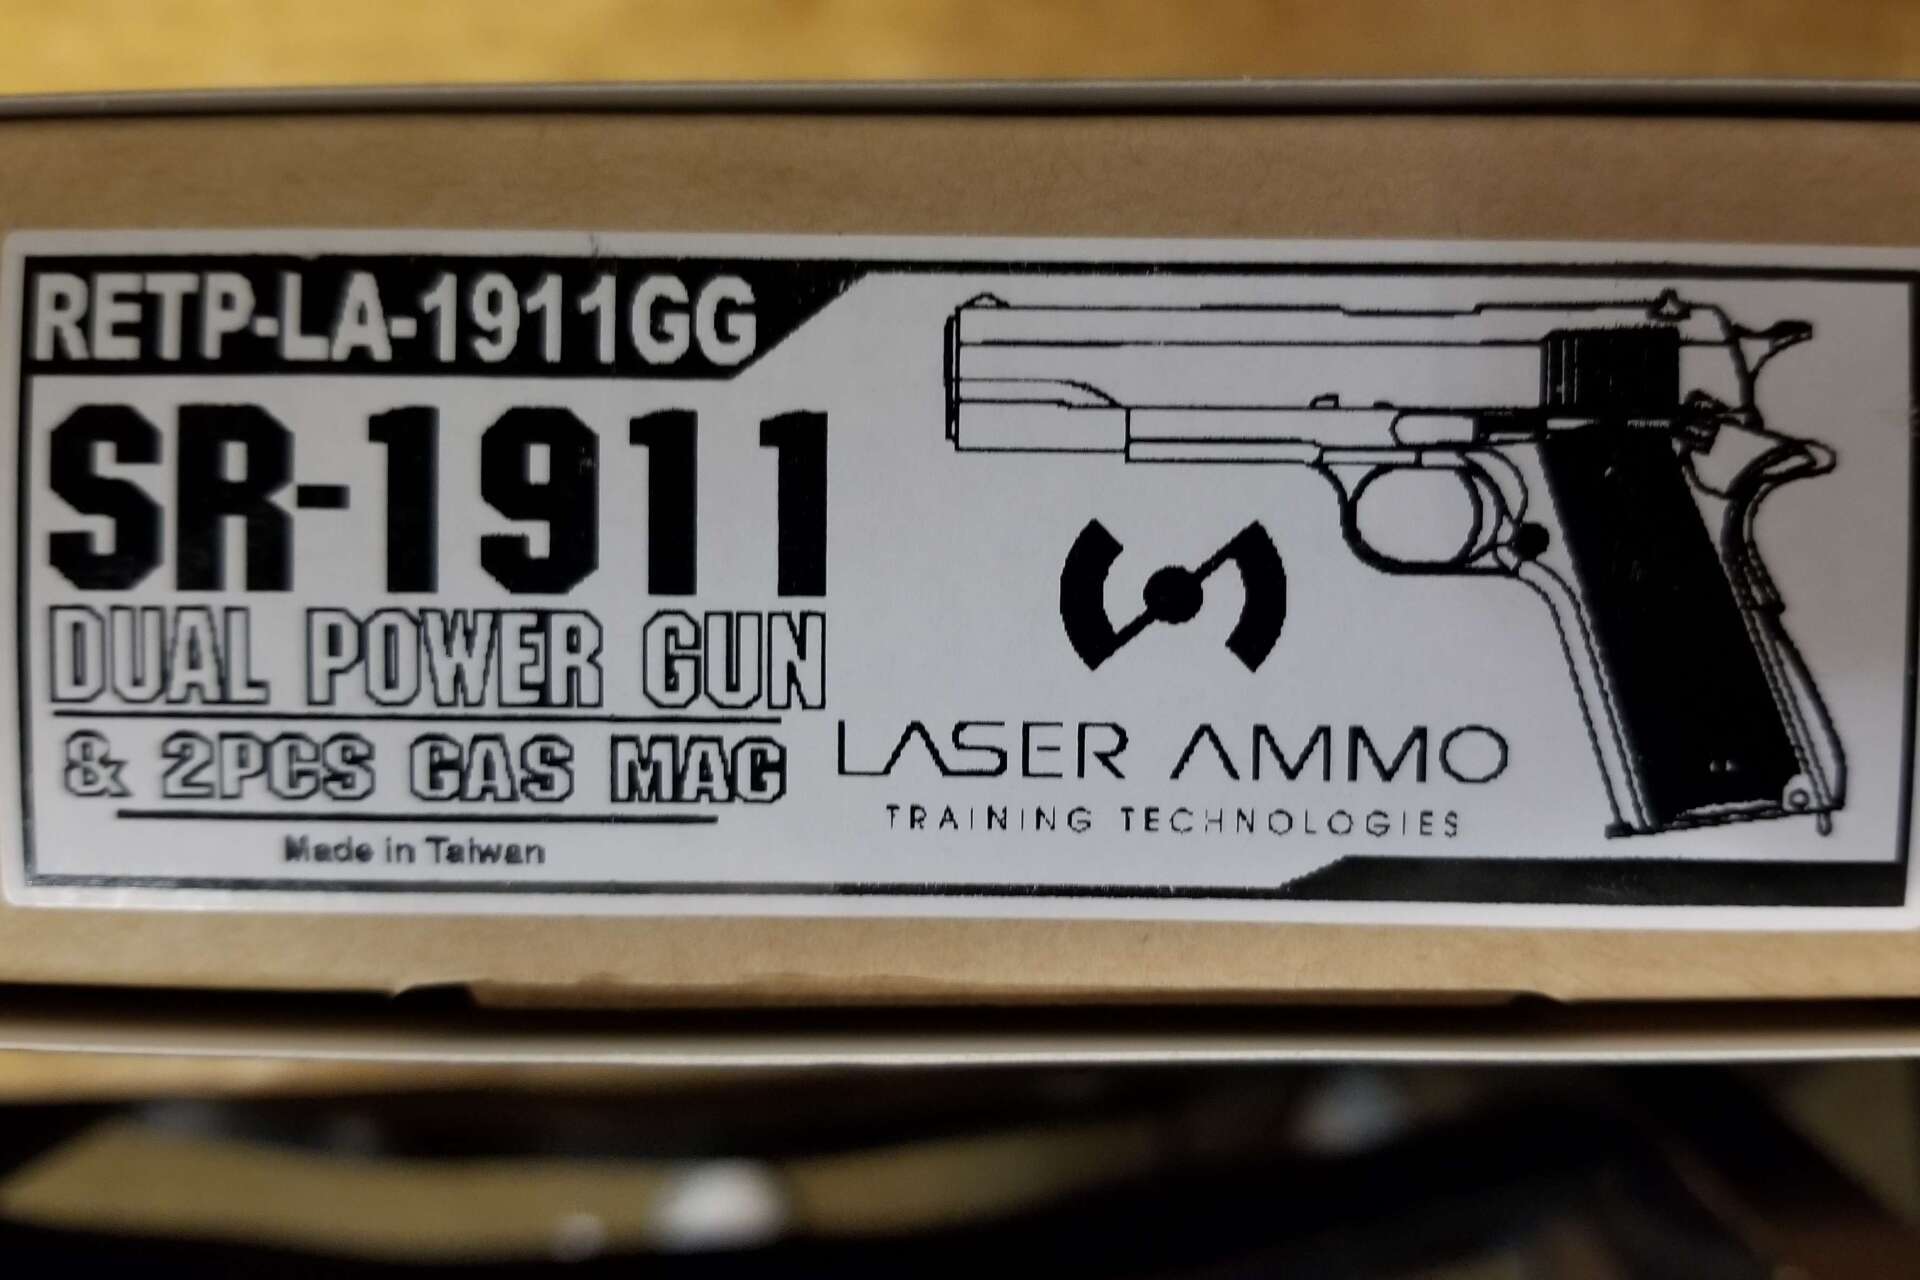 RETP-LA-1911GG
SR-1911
DUAL POWER GUN
& 2PCS GAS MAG
Made in Taiwan
LASER AMMO
TRAINING TECHNOLOGIES